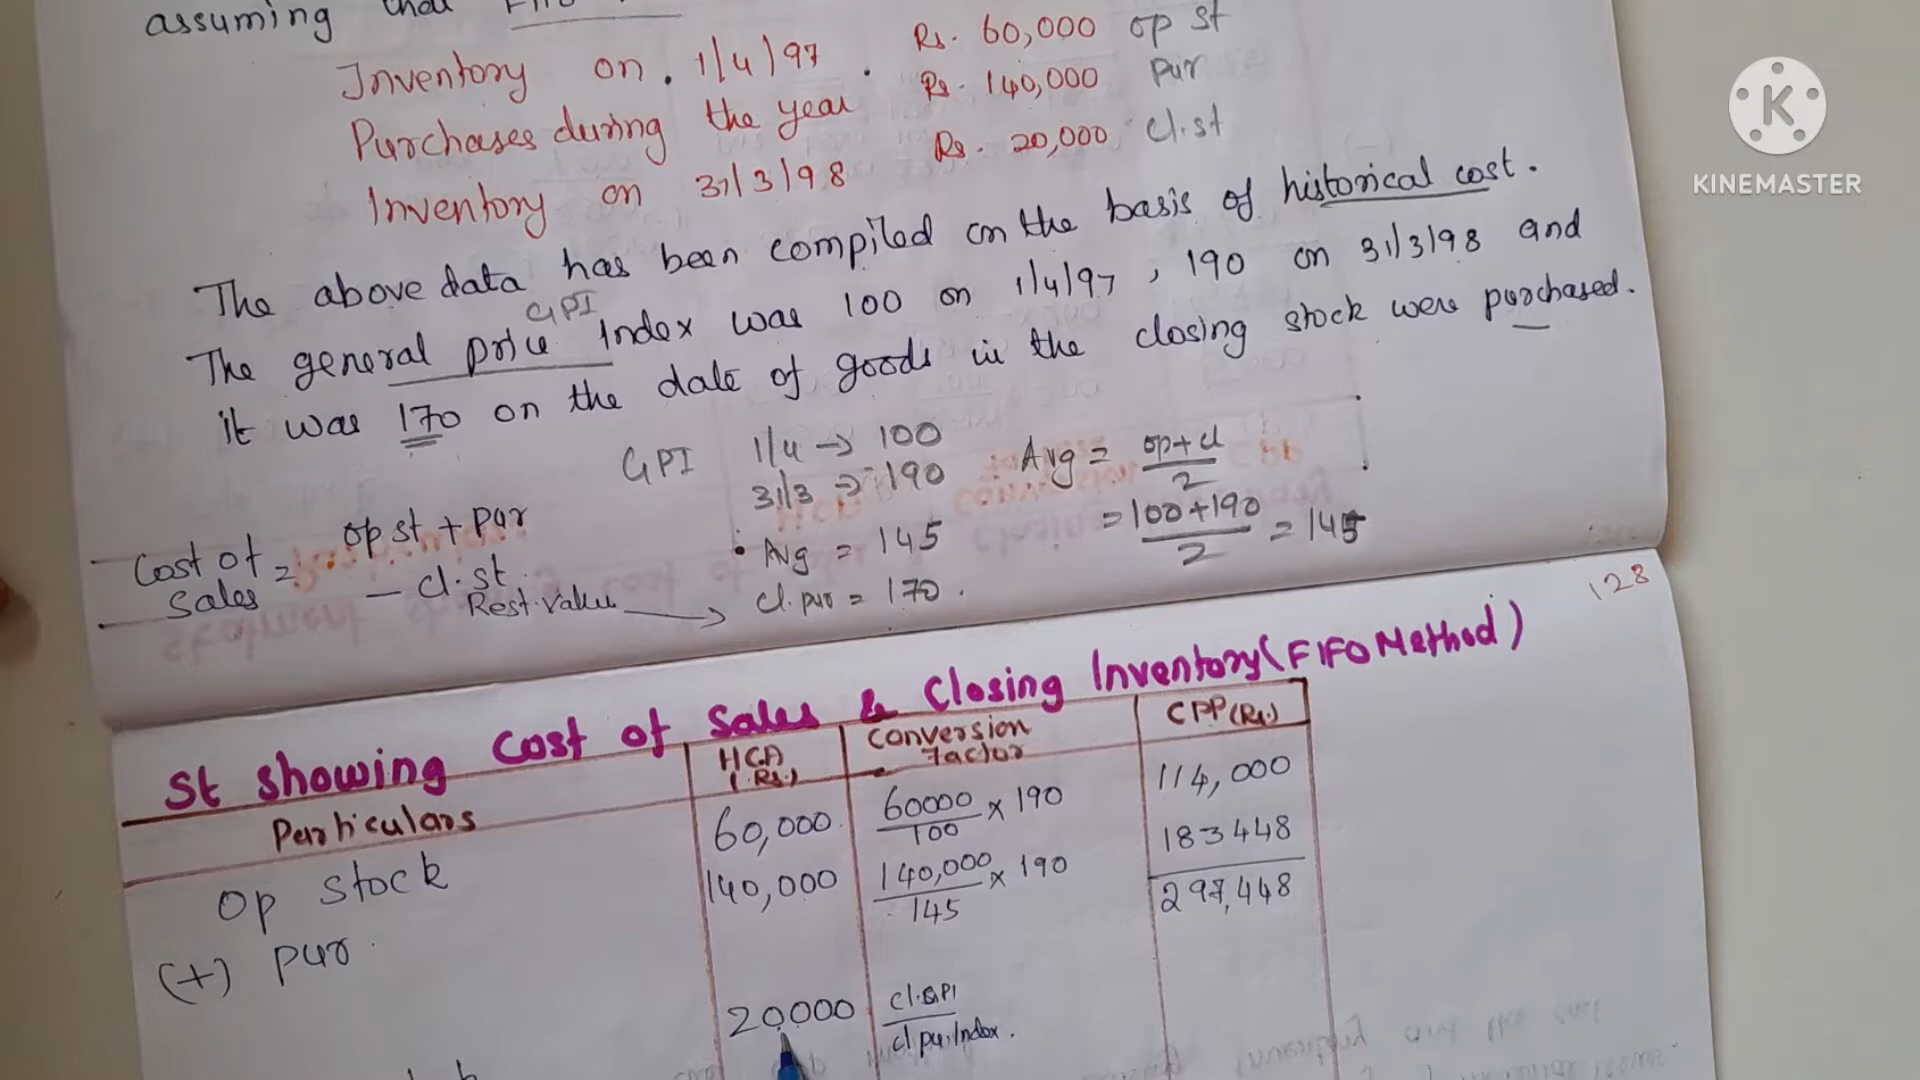 assuming that FIFO
Inventory on 1/4/97 . Rs. 60,000 op st
Purchases during the year Rs. 140,000 Pur
Inventory on 31/3/98 Rs. 20,000 cl.st
The above data has been compiled on the basis of historical cost.
GPI
The general price Index was 100 on 1/4/97, 190 on 31/3/98 and
it was 170 on the date of goods in the closing stock were purchased.
GPI 1/4 → 100
31/3 → 190
Avg = 145
cl. pur = 170.
Avg = op+cl / 2
= 100+190 / 2 = 145
Cost of Sales = op st + Pur
- cl.st
Rest. value →
128
St showing Cost of Sales & Closing Inventory (FIFO Method)
Particulars HCA (Rs.) Conversion Factor CPP (Rs.)
Op stock 60,000 60000/100 × 190 114,000
(+) pur 140,000 140,000/145 × 190 183448
297,448
20,000 cl.GPI / cl.pur.Index.
KINEMASTER